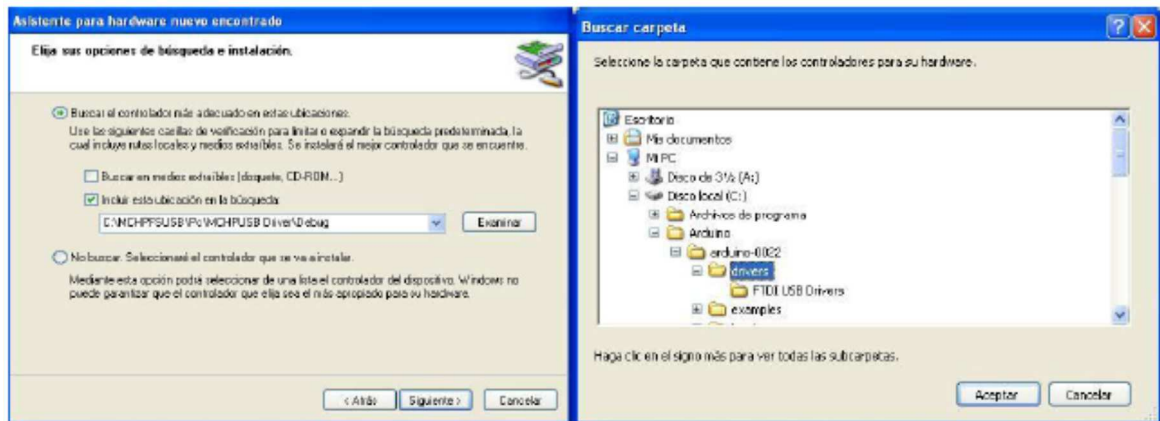 Asistente para hardware nuevo encontrado
Elija sus opciones de búsqueda e instalación.
Buscar el controlador más adecuado en estas ubicaciones.
Use las siguientes casillas de verificación para limitar o expandir la búsqueda predeterminada, la
cual incluye rutas locales y medios extraíbles. Se instalará el mejor controlador que se encuentre.
Buscar en medios extraíbles (disquete, CD-ROM...)
Incluir esta ubicación en la búsqueda:
C:\MCHPFSUSB\Pc\MCHPUSB Driver\Debug
Examinar
No buscar. Seleccionaré el controlador que se va a instalar.
Mediante esta opción podrá seleccionar de una lista el controlador del dispositivo. Windows no
puede garantizar que el controlador que elija sea el más apropiado para su hardware.
< Atrás
Siguiente >
Cancelar
Buscar carpeta
Seleccione la carpeta que contiene los controladores para su hardware.
Escritorio
Mis documentos
Mi PC
Disco de 3½ (A:)
Disco local (C:)
Archivos de programa
Arduino
arduino-0022
drivers
FTDI USB Drivers
examples
Haga clic en el signo más para ver todas las subcarpetas.
Aceptar
Cancelar